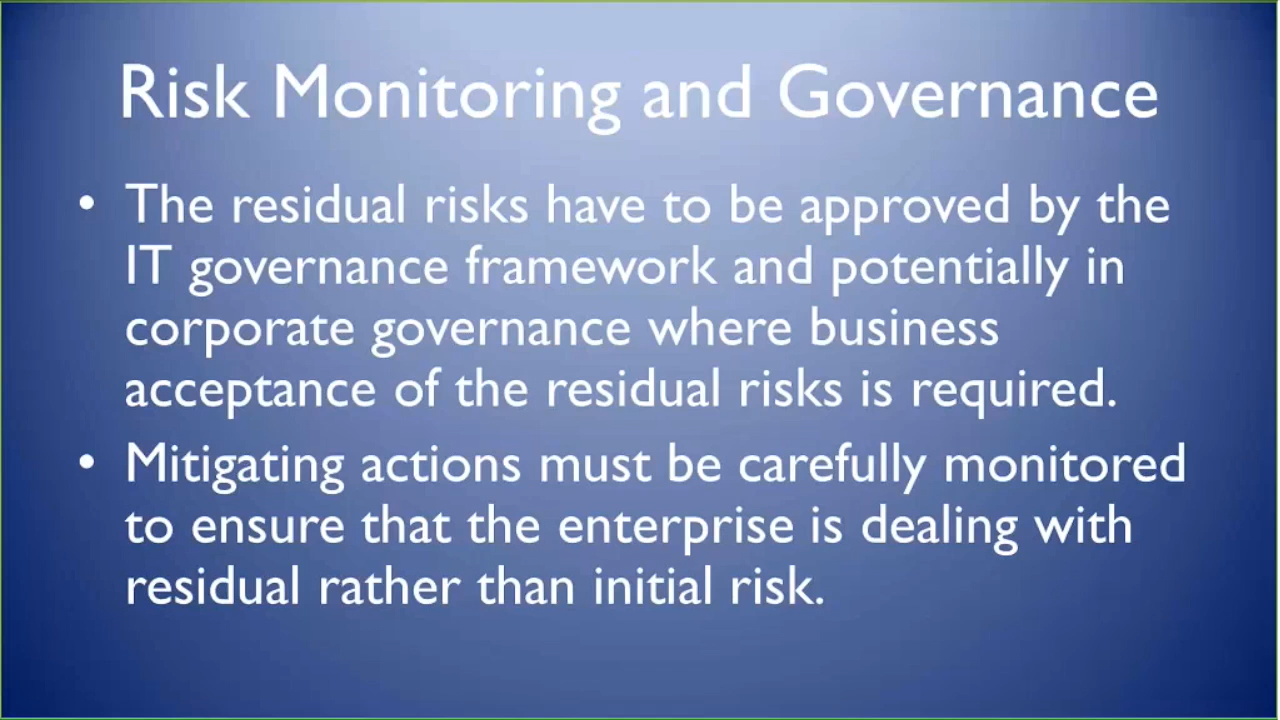 Risk Monitoring and Governance
• The residual risks have to be approved by the
IT governance framework and potentially in
corporate governance where business
acceptance of the residual risks is required.
• Mitigating actions must be carefully monitored
to ensure that the enterprise is dealing with
residual rather than initial risk.